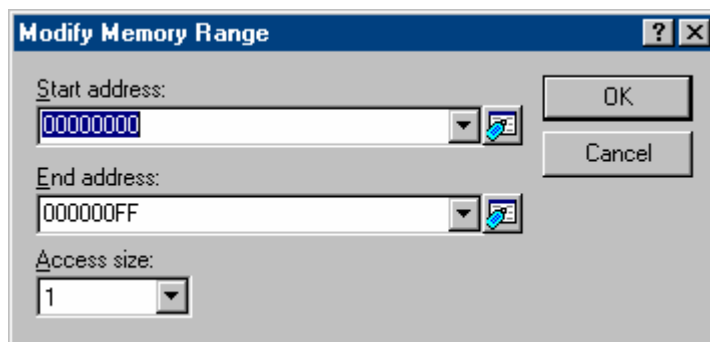 Modify Memory Range
Start address:
00000000
OK
Cancel
End address:
000000FF
Access size:
1